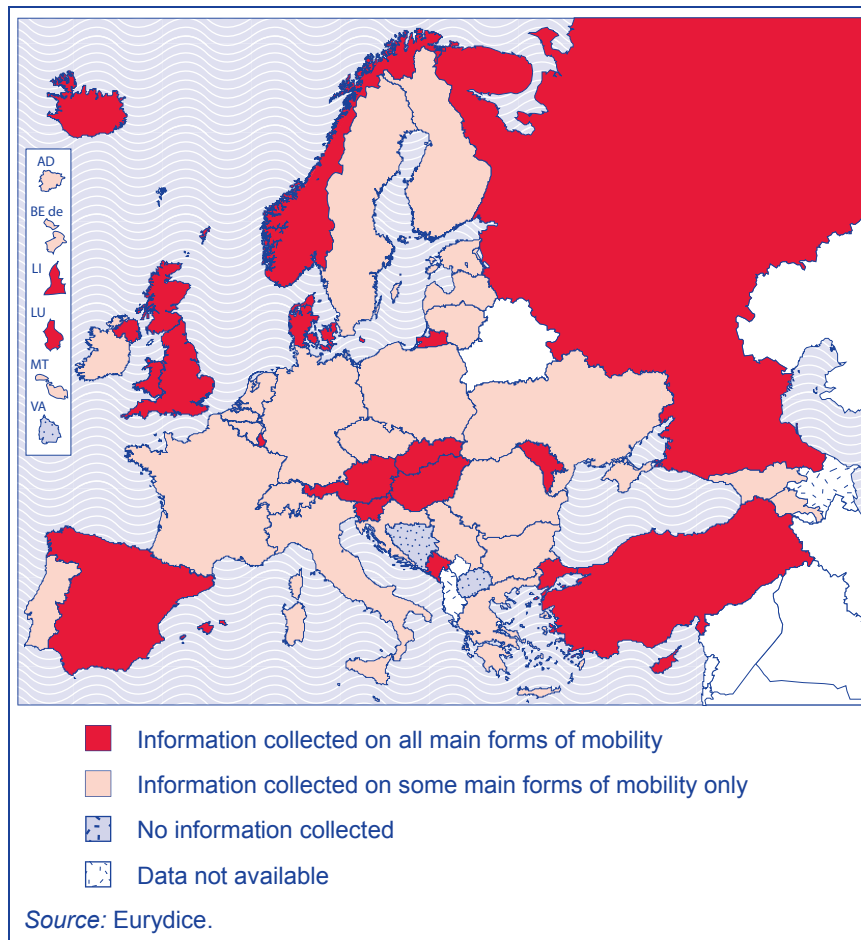 AD
BE de
LI
LU
MT
VA
Information collected on all main forms of mobility
Information collected on some main forms of mobility only
No information collected
Data not available
Source: Eurydice.